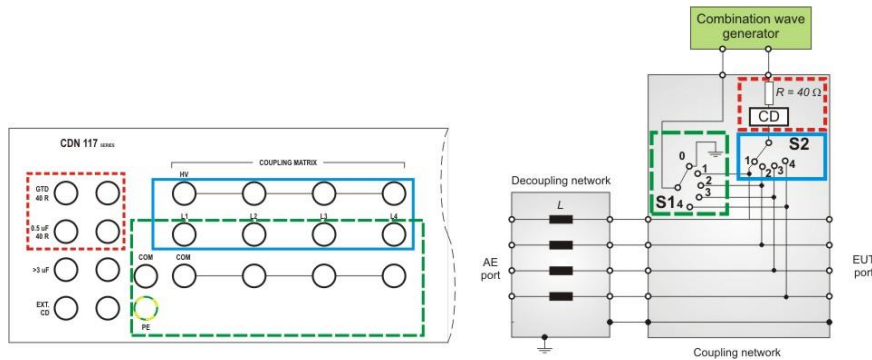 CDN 117 SERIES
COUPLING MATRIX
HV
GTD
40 R
L1 L2 L3 L4
0.5 uF
40 R
COM COM
>3 uF
EXT.
CD
PE
Combination wave
generator
R = 40 Ω
CD
S2
0
1
1 2 3 4
2
3
S1 4
Decoupling network
L
AE
port
EUT
port
Coupling network